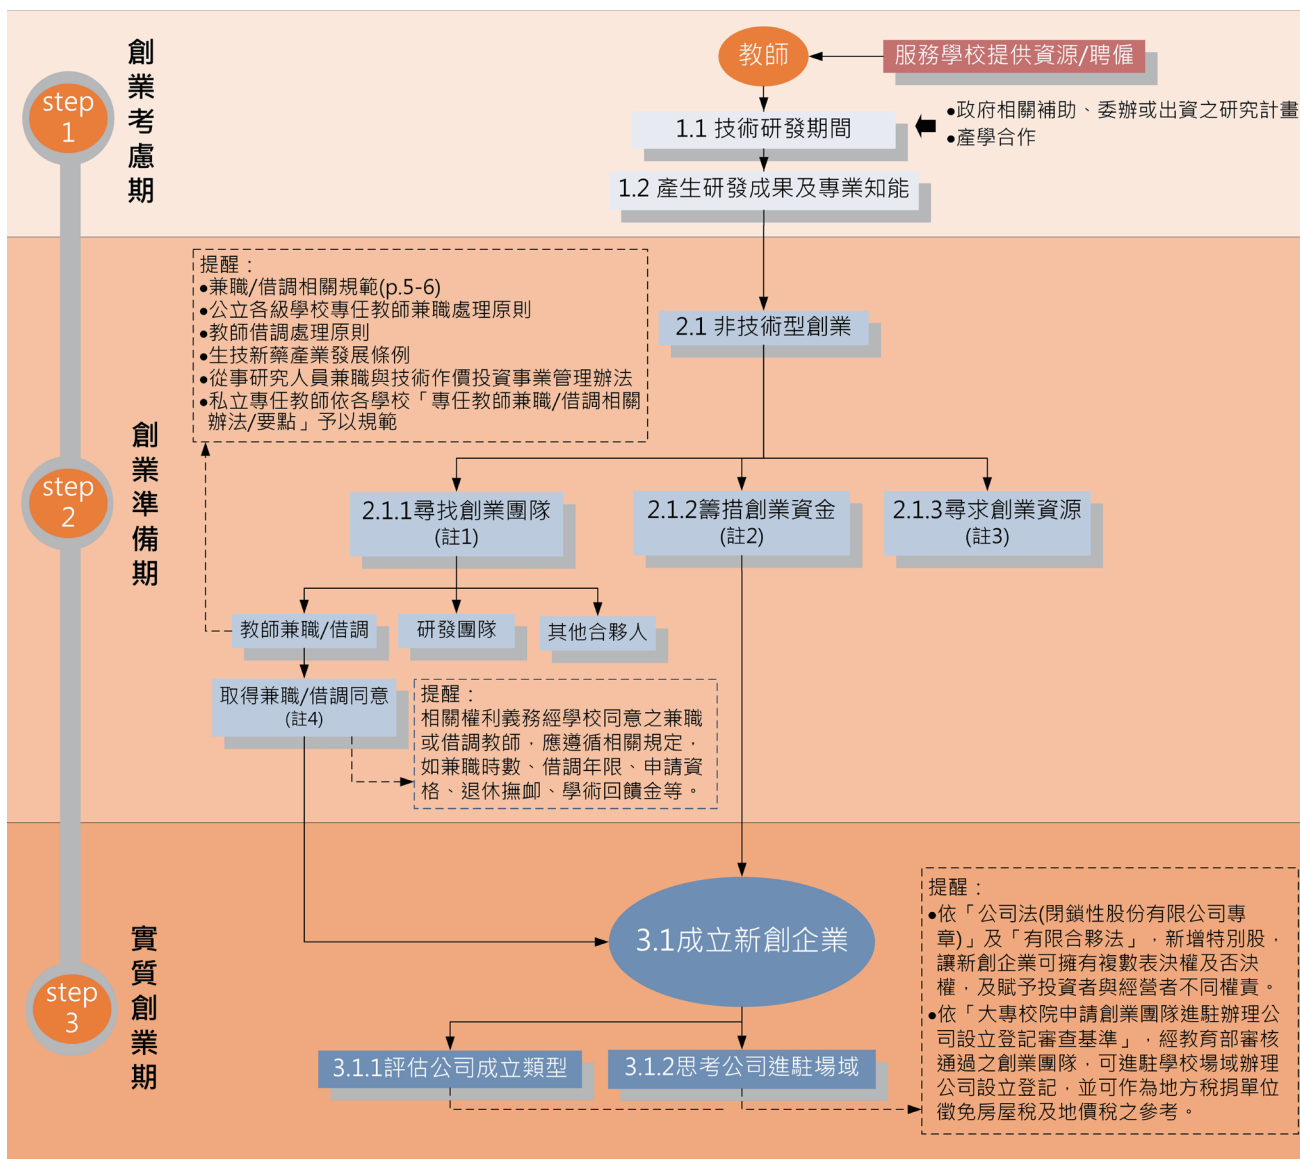 創業考慮期
step
1
教師
服務學校提供資源/聘僱
1.1 技術研發期間
●政府相關補助、委辦或出資之研究計畫
●產學合作
1.2 產生研發成果及專業知能
創業準備期
step
2
提醒：
●兼職/借調相關規範(p.5-6)
●公立各級學校專任教師兼職處理原則
●教師借調處理原則
●生技新藥產業發展條例
●從事研究人員兼職與技術作價投資事業管理辦法
●私立專任教師依各學校「專任教師兼職/借調相關
辦法/要點」予以規範
2.1 非技術型創業
2.1.1尋找創業團隊
(註1)
2.1.2籌措創業資金
(註2)
2.1.3尋求創業資源
(註3)
教師兼職/借調
研發團隊
其他合夥人
取得兼職/借調同意
(註4)
提醒：
相關權利義務經學校同意之兼職
或借調教師，應遵循相關規定，
如兼職時數、借調年限、申請資
格、退休撫卹、學術回饋金等。
實質創業期
step
3
3.1成立新創企業
3.1.1評估公司成立類型
3.1.2思考公司進駐場域
提醒：
●依「公司法(閉鎖性股份有限公司專
章)」及「有限合夥法」，新增特別股，
讓新創企業可擁有複數表決權及否決
權，及賦予投資者與經營者不同權責。
●依「大專校院申請創業團隊進駐辦理公
司設立登記審查基準」，經教育部審核
通過之創業團隊，可進駐學校場域辦理
公司設立登記，並可作為地方稅捐單位
徵免房屋稅及地價稅之參考。